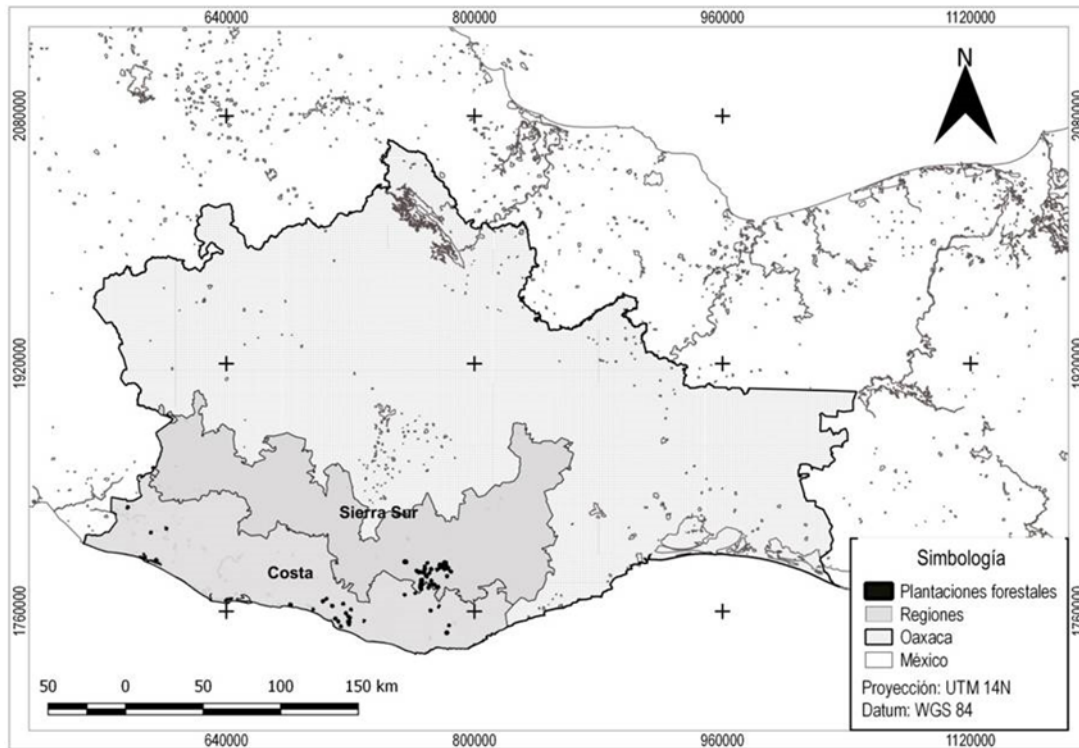 640000 800000 960000 1120000
N
2080000 2080000
1920000 1920000
Sierra Sur
Costa
1760000 1760000
Simbología
Plantaciones forestales
Regiones
Oaxaca
México
Proyección: UTM 14N
Datum: WGS 84
50 0 50 100 150 km
640000 800000 960000 1120000